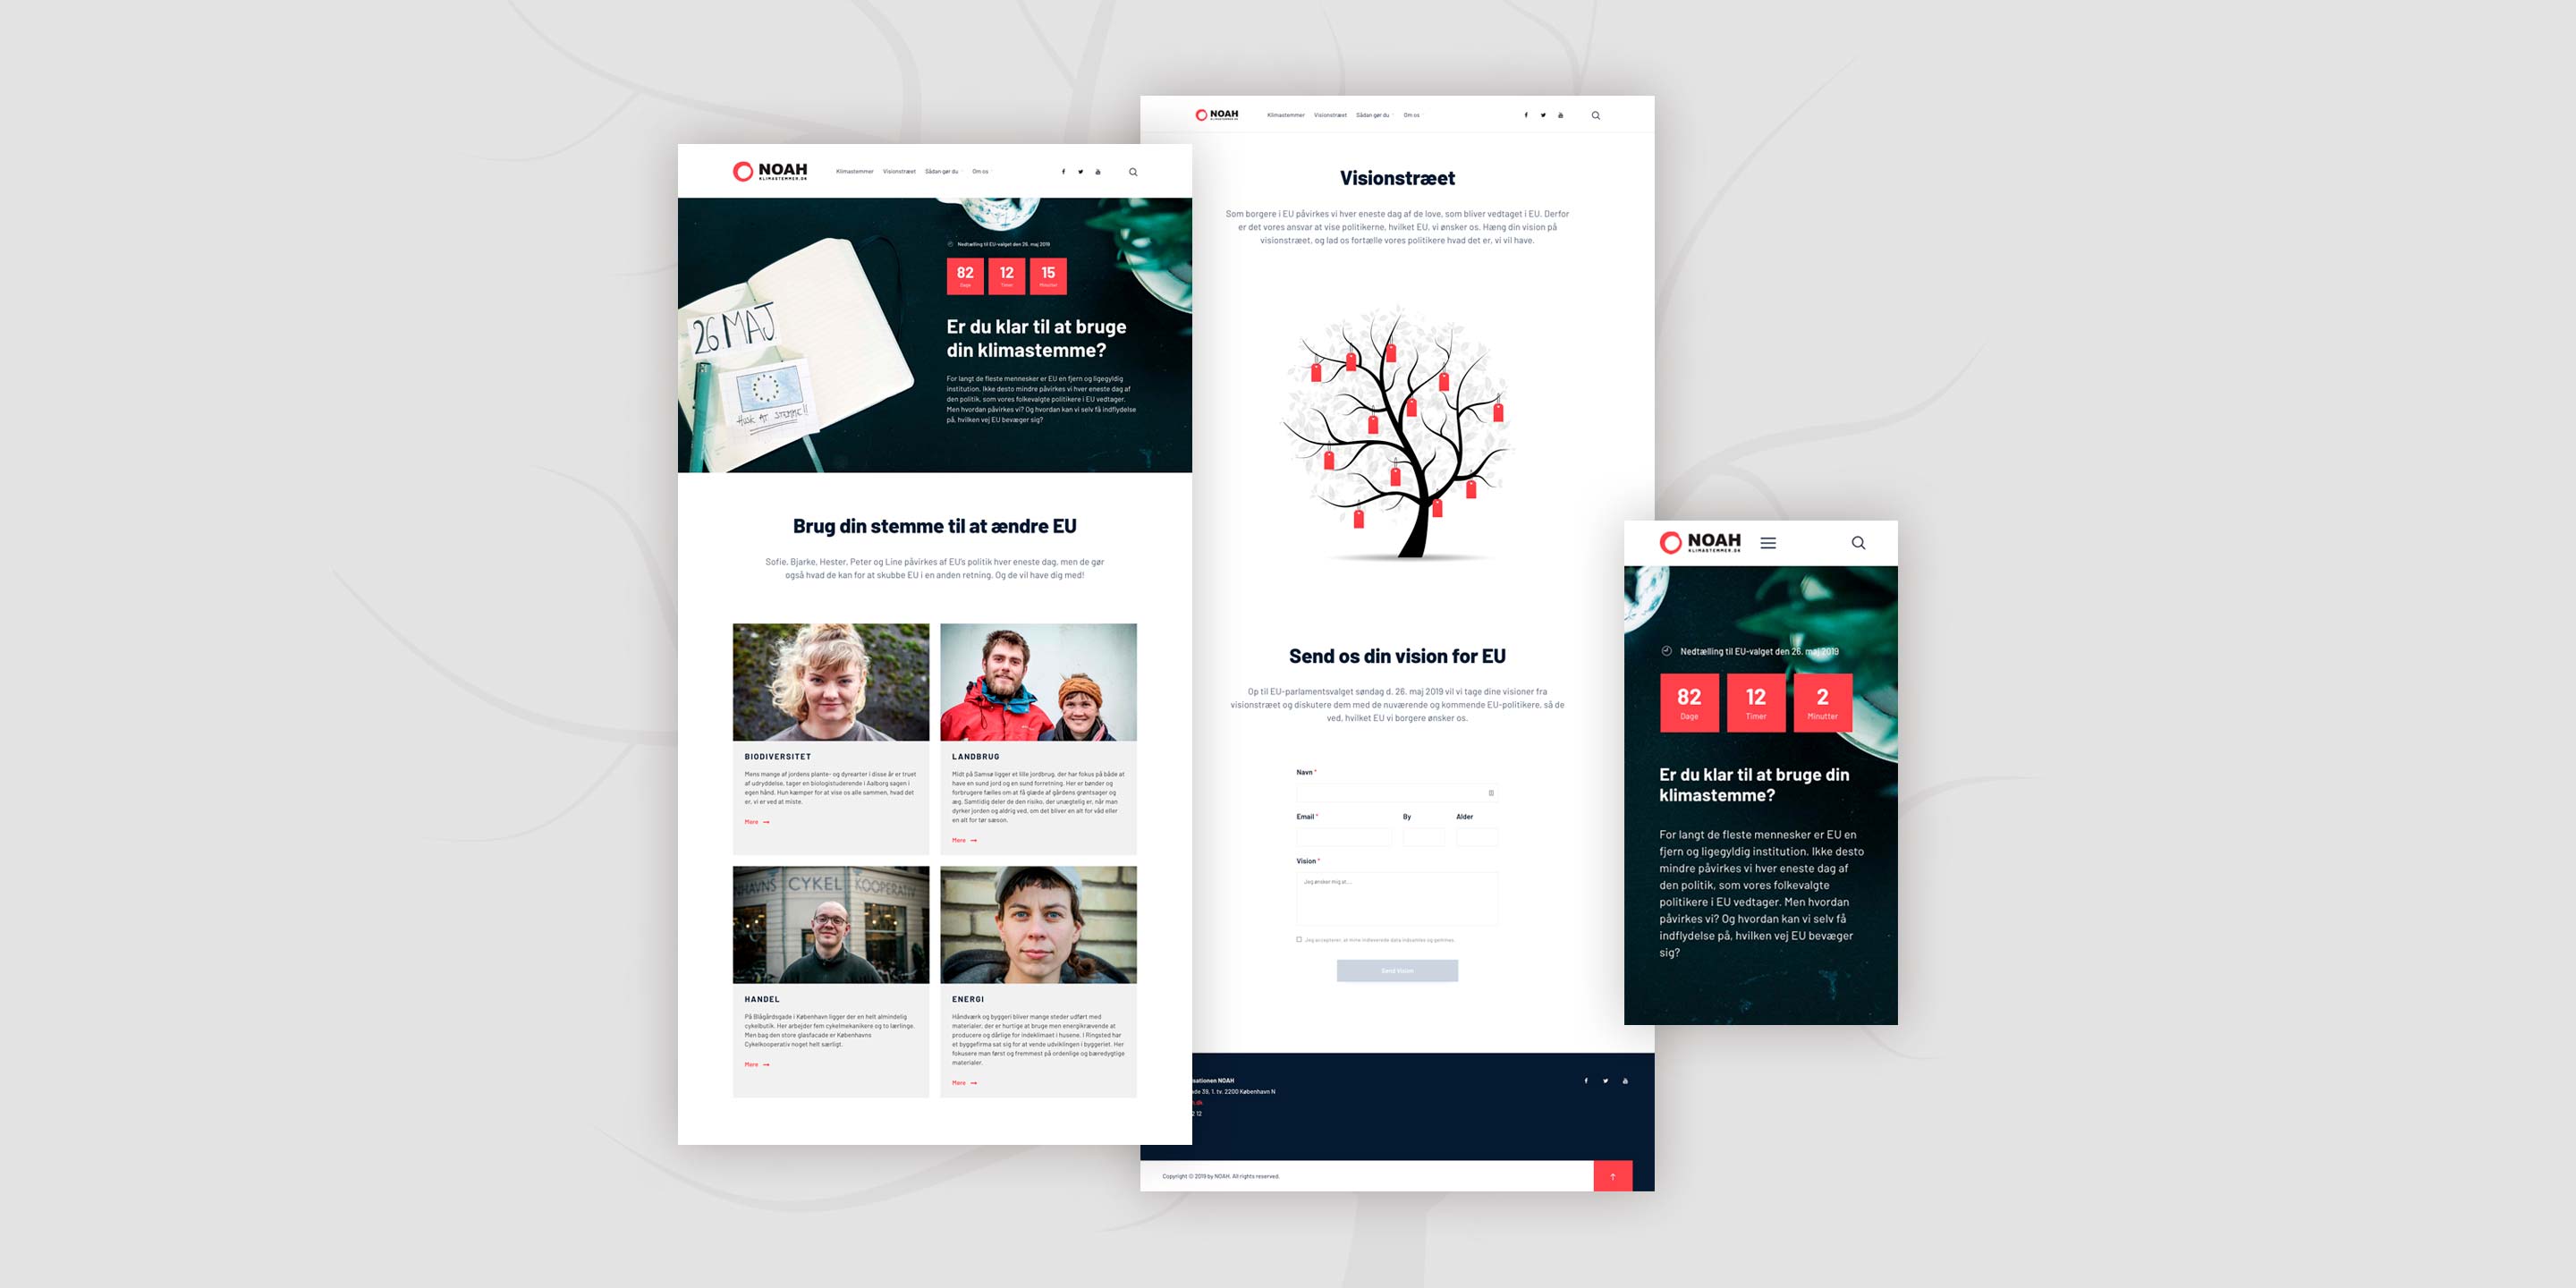 NOAH
KLIMASTEMMER.DK
Klimastemmer Visionstræet Sådan gør du Om os
Nedtælling til EU-valget den 26. maj 2019
82 12 15
Dage Timer Minutter
Er du klar til at bruge
din klimastemme?
For langt de fleste mennesker er EU en fjern og ligegyldig
institution. Ikke desto mindre påvirkes vi hver eneste dag af
den politik, som vores folkevalgte politikere i EU vedtager.
Men hvordan påvirkes vi? Og hvordan kan vi selv få indflydelse
på, hvilken vej EU bevæger sig?
26. MAJ
HUSK AT STEMME!!
Brug din stemme til at ændre EU
Sofie, Bjarke, Hester, Peter og Line påvirkes af EU's politik hver eneste dag, men de gør
også hvad de kan for at skubbe EU i en anden retning. Og de vil have dig med!
BIODIVERSITET
Mens mange af jordens plante- og dyrearter i disse år er truet
af udryddelse, tager en biologistuderende i Aalborg sagen i
egen hånd. Hun kæmper for at vise os alle sammen, hvad det
er, vi er ved at miste.
Mere →
LANDBRUG
Midt på Samsø ligger et lille jordbrug, der har fokus på både at
have en sund jord og en sund forretning. Her er bønder og
forbrugere fælles om at få glæde af gårdens grøntsager og
æg. Samtidig deler de den risiko, der unægtelig er, når man
dyrker jorden og aldrig ved, om det bliver en alt for våd eller
en alt for tør sæson.
Mere →
HAVNS CYKEL KOOPERATIV
HANDEL
På Blågårdsgade i København ligger der en helt almindelig
cykelbutik. Her arbejder fem cykelmekanikere og to lærlinge.
Men bag den store glasfacade er Københavns
Cykelkooperativ noget helt særligt.
Mere →
ENERGI
Håndværk og byggeri bliver mange steder udført med
materialer, der er hurtige at bruge men energikrævende at
producere og dårlige for indeklimaet i husene. I Ringsted har
et byggefirma sat sig for at vende udviklingen i byggeriet. Her
fokusere man først og fremmest på ordenlige og bæredygtige
materialer.
Mere →
NOAH
KLIMASTEMMER.DK
Klimastemmer Visionstræet Sådan gør du Om os
Visionstræet
Som borgere i EU påvirkes vi hver eneste dag af de love, som bliver vedtaget i EU. Derfor
er det vores ansvar at vise politikerne, hvilket EU, vi ønsker os. Hæng din vision på
visionstræet, og lad os fortælle vores politikere hvad det er, vi vil have.
Send os din vision for EU
Op til EU-parlamentsvalget søndag d. 26. maj 2019 vil vi tage dine visioner fra
visionstræet og diskutere dem med de nuværende og kommende EU-politikere, så de
ved, hvilket EU vi borgere ønsker os.
Navn *
Email * By Alder
Vision *
Jeg ønsker mig at...
Jeg accepterer, at mine indtastede data indsamles og gemmes.
Send Vision
sationen NOAH
ade 39, 1. tv. 2200 København N
h.dk
2 12
Copyright © 2019 by NOAH. All rights reserved.
NOAH
KLIMASTEMMER.DK
Nedtælling til EU-valget den 26. maj 2019
82 12 2
Dage Timer Minutter
Er du klar til at bruge din
klimastemme?
For langt de fleste mennesker er EU en
fjern og ligegyldig institution. Ikke desto
mindre påvirkes vi hver eneste dag af
den politik, som vores folkevalgte
politikere i EU vedtager. Men hvordan
påvirkes vi? Og hvordan kan vi selv få
indflydelse på, hvilken vej EU bevæger
sig?